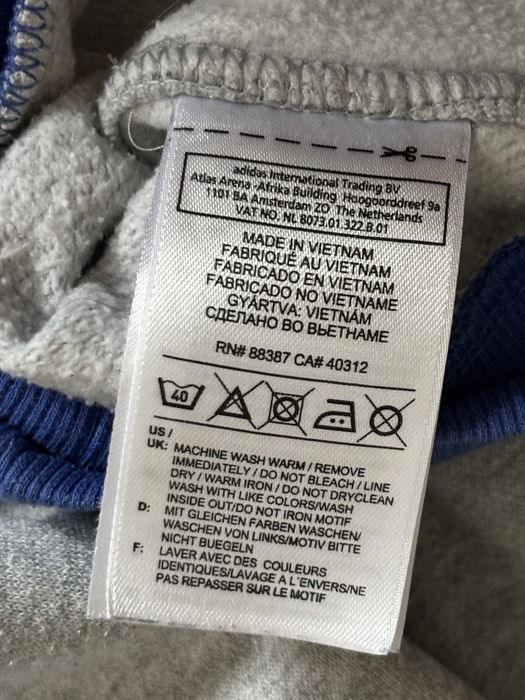 adidas International Trading BV
Atlas Arena -Afrika Building Hoogoorddreef 9a
1101 BA Amsterdam ZO The Netherlands
VAT NO. NL 8073.01.322.B.01
MADE IN VIETNAM
FABRIQUÉ AU VIETNAM
FABRICADO EN VIETNAM
FABRICADO NO VIETNAME
GYÁRTVA: VIETNÁM
СДЕЛАНО ВО ВЬЕТНАМЕ
RN# 88387 CA# 40312
40
US /
UK: MACHINE WASH WARM / REMOVE
IMMEDIATELY / DO NOT BLEACH / LINE
DRY / WARM IRON / DO NOT DRYCLEAN
WASH WITH LIKE COLORS/WASH
INSIDE OUT/DO NOT IRON MOTIF
D: MIT GLEICHEN FARBEN WASCHEN/
WASCHEN VON LINKS/MOTIV BITTE
NICHT BUEGELN
F: LAVER AVEC DES COULEURS
IDENTIQUES/LAVAGE A L'ENVERS/NE
PAS REPASSER SUR LE MOTIF